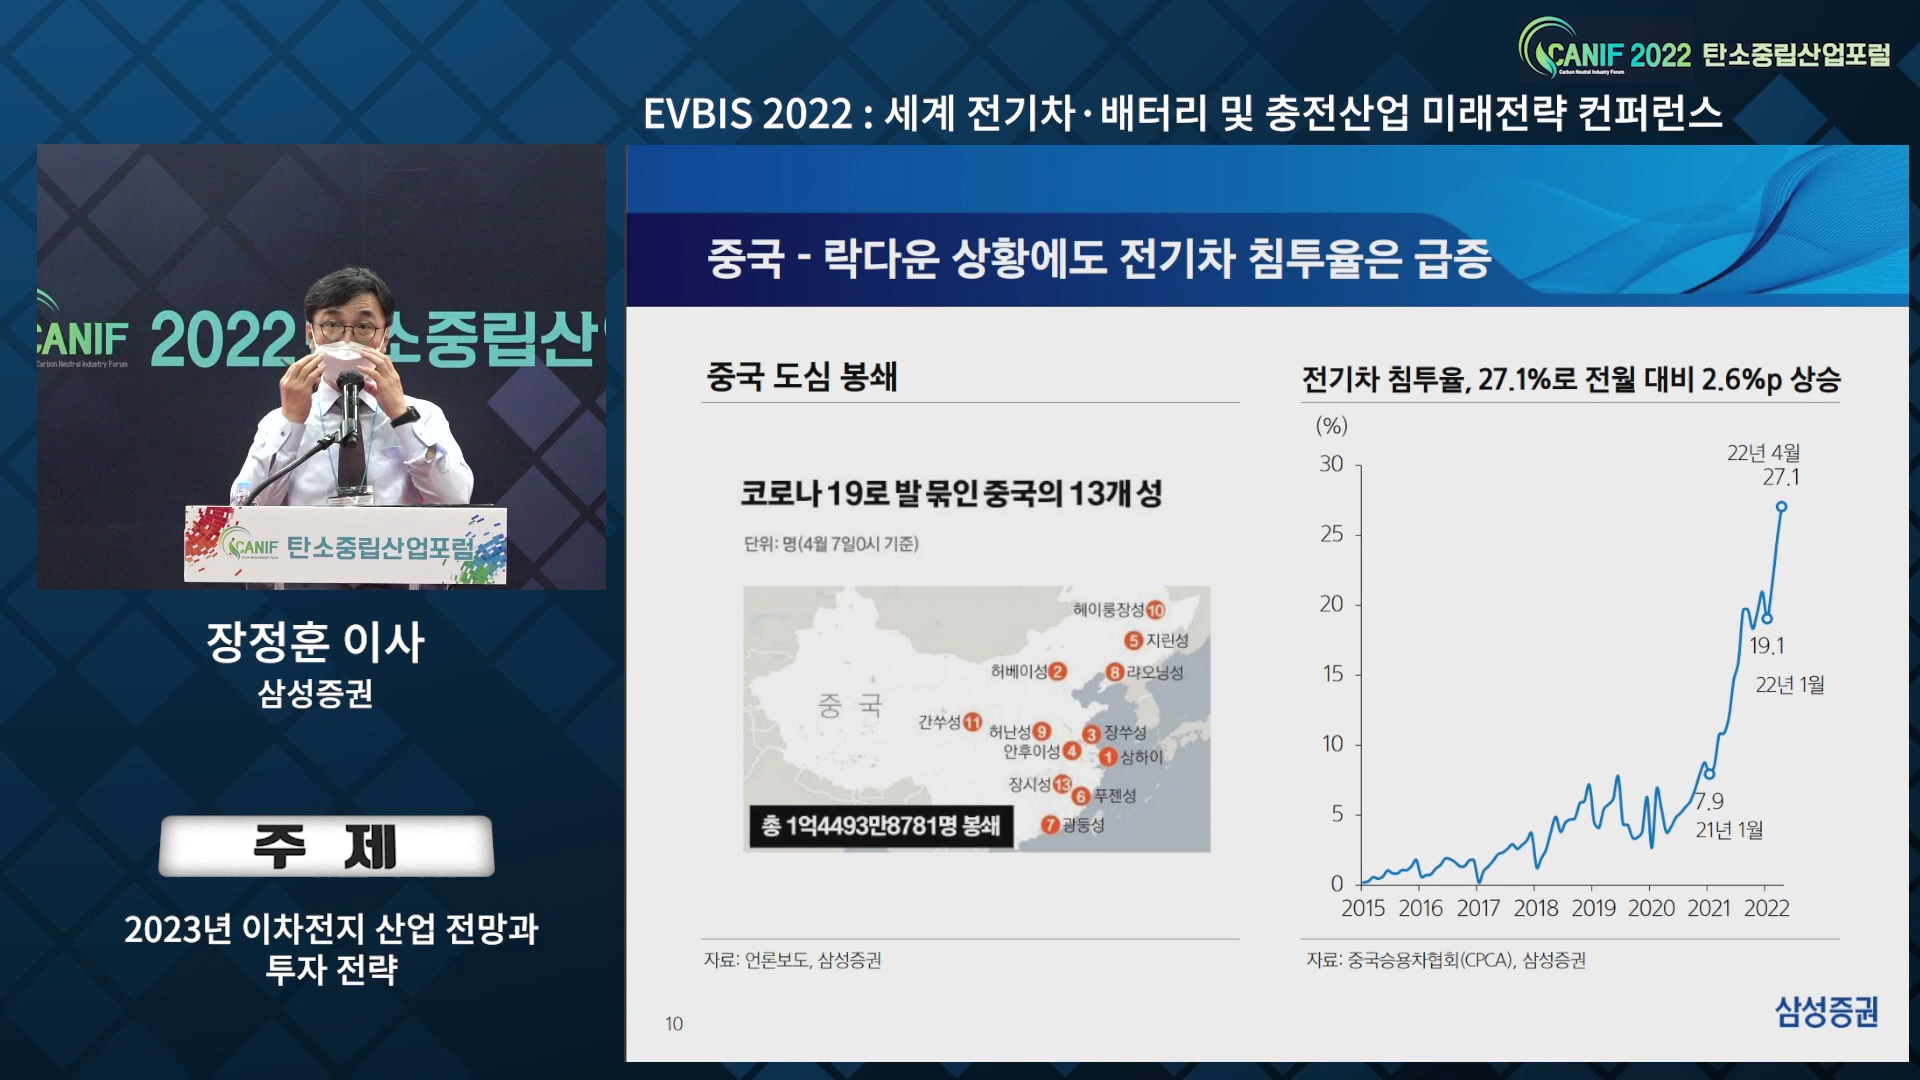 CANIF 2022 탄소중립산업포럼
Carbon Neutral Industry Forum
EVBIS 2022 : 세계 전기차·배터리 및 충전산업 미래전략 컨퍼런스
CANIF 2022 탄소중립산업
Carbon Neutral Industry Forum
CANIF 탄소중립산업포럼
장정훈 이사
삼성증권
주 제
2023년 이차전지 산업 전망과
투자 전략
중국 - 락다운 상황에도 전기차 침투율은 급증
중국 도심 봉쇄
코로나19로 발 묶인 중국의 13개 성
단위: 명(4월 7일0시 기준)
헤이룽장성 10
5 지린성
허베이성 2
8 랴오닝성
중 국
간쑤성 11
허난성 9
3 장쑤성
안후이성 4
1 상하이
장시성 13
6 푸젠성
7 광둥성
총 1억4493만8781명 봉쇄
자료: 언론보도, 삼성증권
전기차 침투율, 27.1%로 전월 대비 2.6%p 상승
(%)
30
25
20
15
10
5
0
22년 4월
27.1
19.1
22년 1월
7.9
21년 1월
2015 2016 2017 2018 2019 2020 2021 2022
자료: 중국승용차협회(CPCA), 삼성증권
10
삼성증권